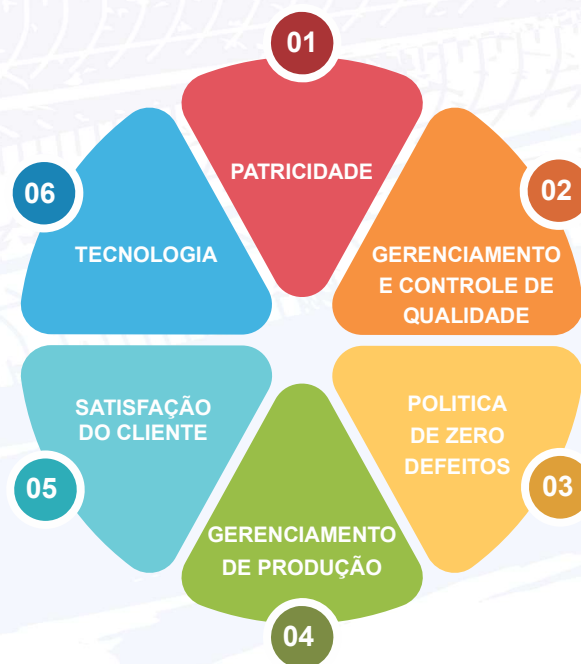 01
PATRICIDADE
02
GERENCIAMENTO
E CONTROLE DE
QUALIDADE
03
POLITICA
DE ZERO
DEFEITOS
04
GERENCIAMENTO
DE PRODUÇÃO
05
SATISFAÇÃO
DO CLIENTE
06
TECNOLOGIA